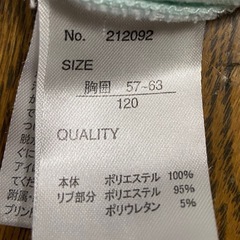 No. 212092
SIZE
胸囲 57~63
120
QUALITY
本体 ポリエステル 100%
リブ部分 ポリエステル 95%
ポリウレタン 5%